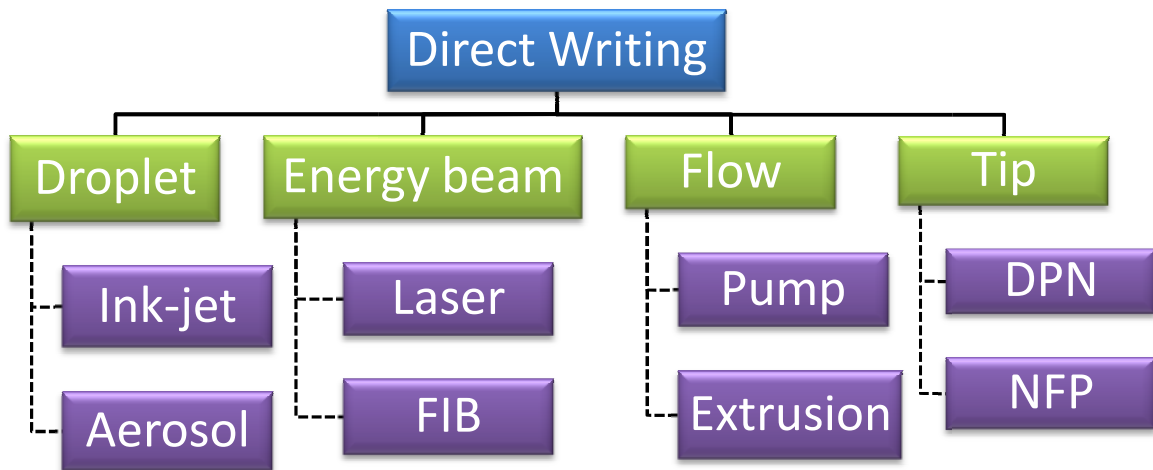 Direct Writing
Droplet
Energy beam
Flow
Tip
Ink-jet
Aerosol
Laser
FIB
Pump
Extrusion
DPN
NFP